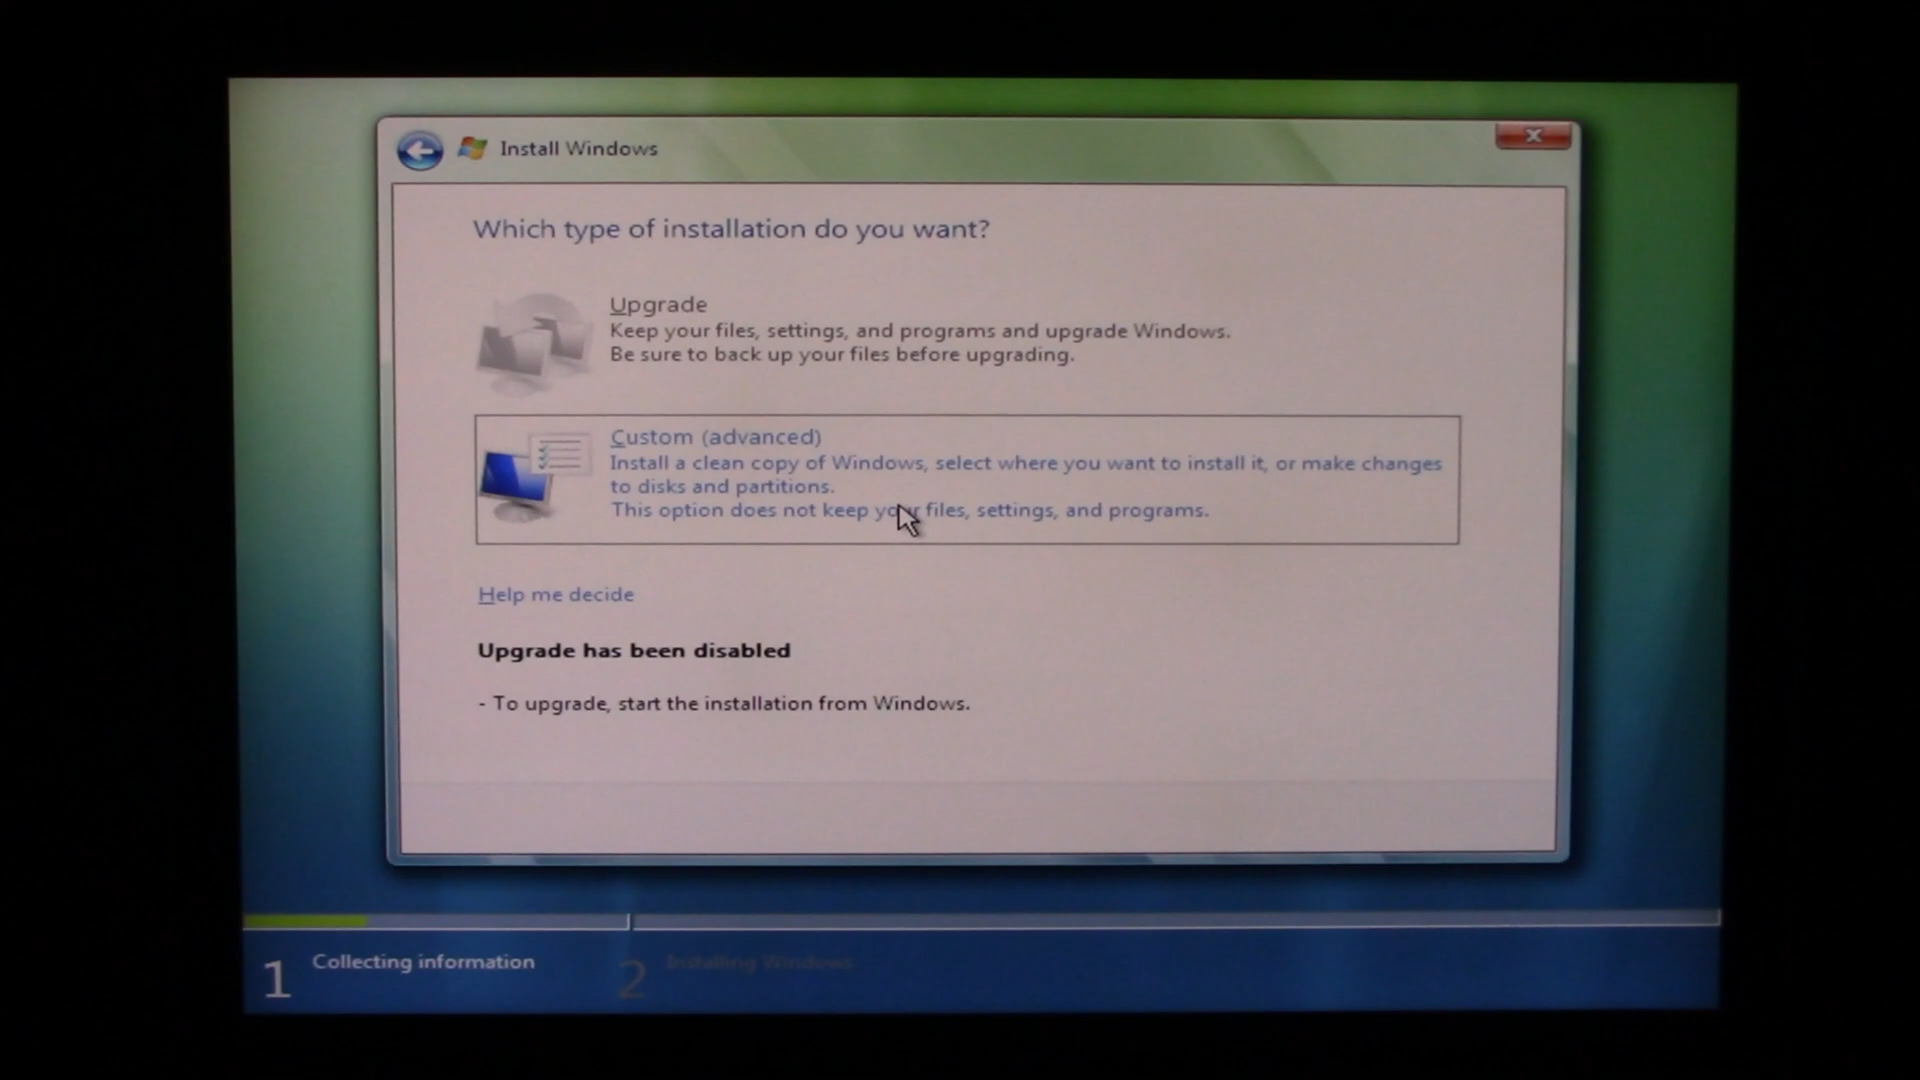 Install Windows
Which type of installation do you want?
Upgrade
Keep your files, settings, and programs and upgrade Windows.
Be sure to back up your files before upgrading.
Custom (advanced)
Install a clean copy of Windows, select where you want to install it, or make changes
to disks and partitions.
This option does not keep your files, settings, and programs.
Help me decide
Upgrade has been disabled
- To upgrade, start the installation from Windows.
1 Collecting information
2 Installing Windows